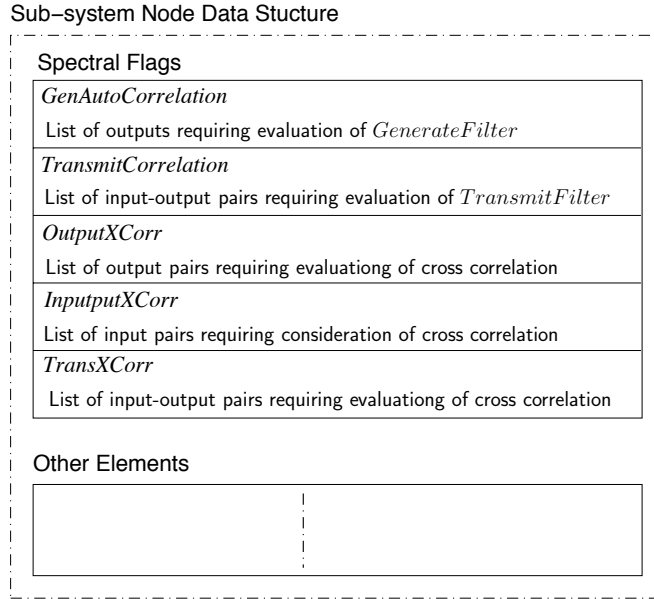 Sub−system Node Data Stucture
Spectral Flags
GenAutoCorrelation
List of outputs requiring evaluation of GenerateFilter
TransmitCorrelation
List of input-output pairs requiring evaluation of TransmitFilter
OutputXCorr
List of output pairs requiring evaluationg of cross correlation
InputputXCorr
List of input pairs requiring consideration of cross correlation
TransXCorr
List of input-output pairs requiring evaluationg of cross correlation
Other Elements